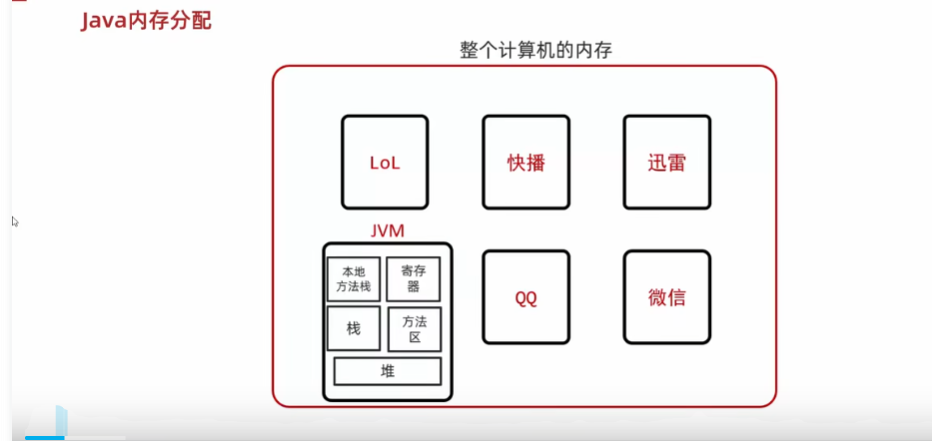 Java内存分配
整个计算机的内存
LoL
快播
迅雷
JVM
本地
方法栈
寄存
器
栈
方法
区
堆
QQ
微信